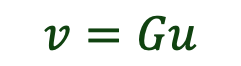 v = Gu